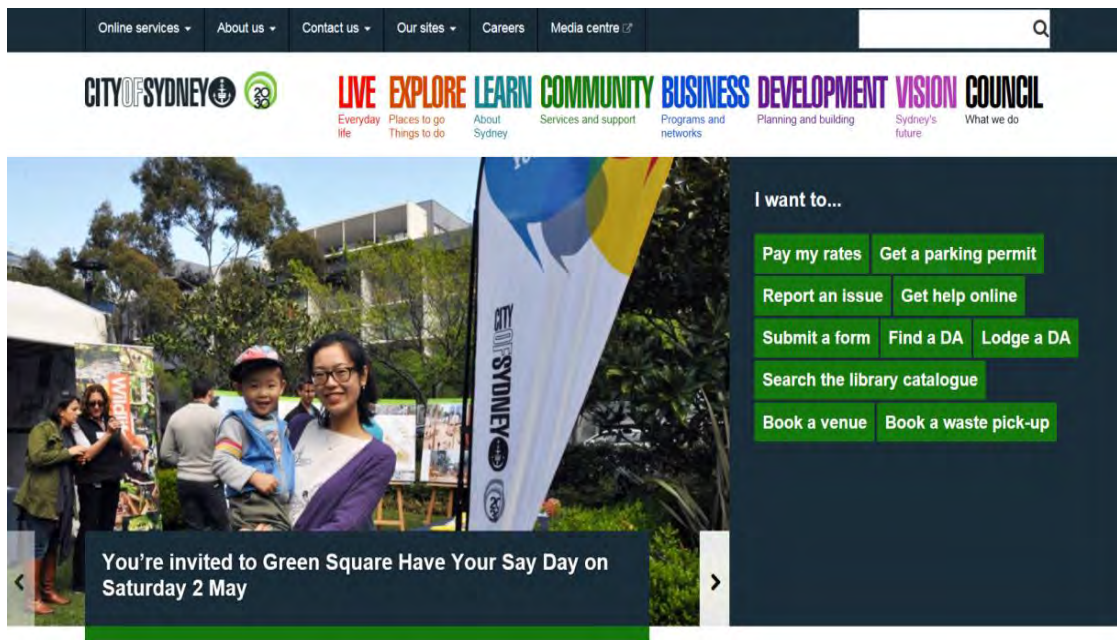 Online services
About us
Contact us
Our sites
Careers
Media centre
CITYOFSYDNEY
2030
LIVE
Everyday
life
EXPLORE
Places to go
Things to do
LEARN
About
Sydney
COMMUNITY
Services and support
BUSINESS
Programs and
networks
DEVELOPMENT
Planning and building
VISION
Sydney's
future
COUNCIL
What we do
CITYOFSYDNEY
You're invited to Green Square Have Your Say Day on
Saturday 2 May
I want to...
Pay my rates
Get a parking permit
Report an issue
Get help online
Submit a form
Find a DA
Lodge a DA
Search the library catalogue
Book a venue
Book a waste pick-up